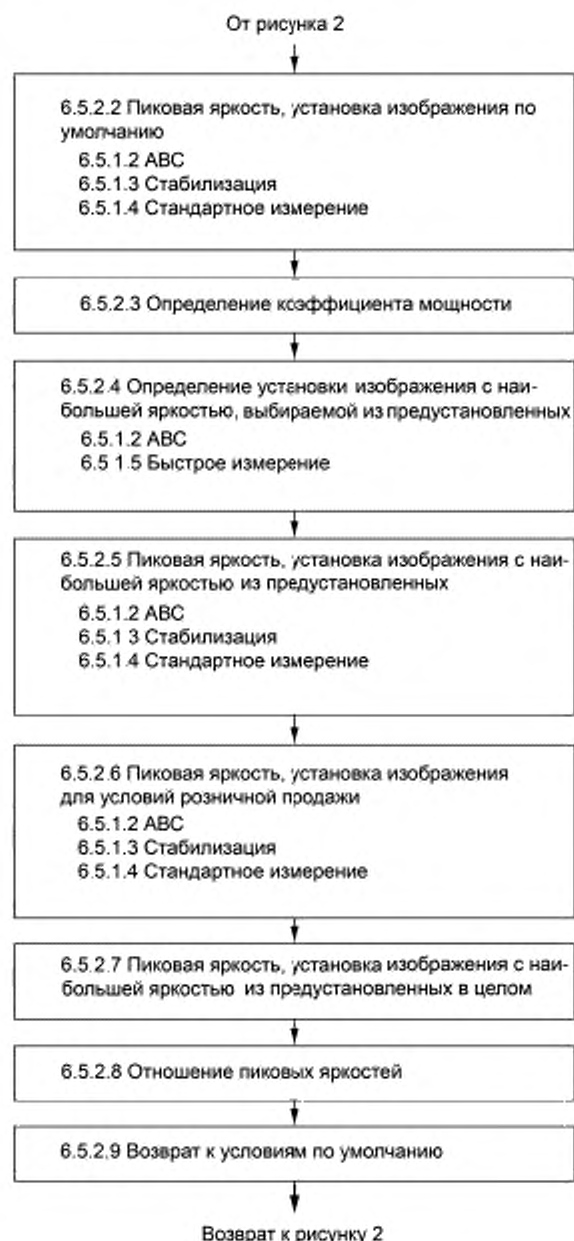 От рисунка 2
6.5.2.2 Пиковая яркость, установка изображения по
умолчанию
6.5.1.2 АВС
6.5.1.3 Стабилизация
6.5.1.4 Стандартное измерение
6.5.2.3 Определение коэффициента мощности
6.5.2.4 Определение установки изображения с наи-
большей яркостью, выбираемой из предустановленных
6.5.1.2 АВС
6.5 1.5 Быстрое измерение
6.5.2.5 Пиковая яркость, установка изображения с наи-
большей яркостью из предустановленных
6.5.1.2 АВС
6.5.1 3 Стабилизация
6.5.1.4 Стандартное измерение
6.5.2.6 Пиковая яркость, установка изображения
для условий розничной продажи
6.5.1.2 АВС
6.5.1.3 Стабилизация
6.5.1.4 Стандартное измерение
6.5.2.7 Пиковая яркость, установка изображения с наи-
большей яркостью из предустановленных в целом
6.5.2.8 Отношение пиковых яркостей
6.5.2.9 Возврат к условиям по умолчанию
Возврат к рисунку 2